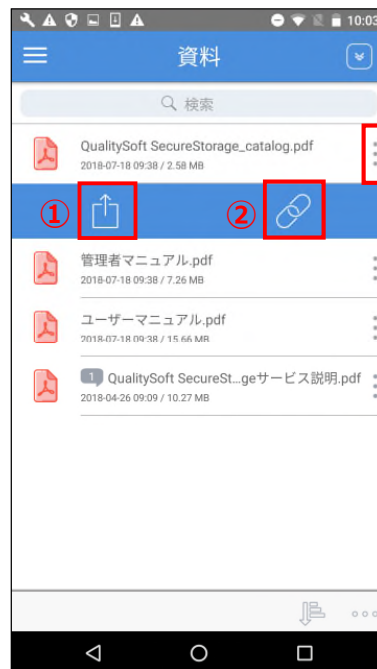 10:03
資料
検索
QualitySoft SecureStorage_catalog.pdf
2018-07-18 09:38 / 2.58 MB
① ②
管理者マニュアル.pdf
2018-07-18 09:38 / 7.26 MB
ユーザーマニュアル.pdf
2018-07-18 09:38 / 15.66 MB
1 QualitySoft SecureSt...geサービス説明.pdf
2018-04-26 09:09 / 10.27 MB